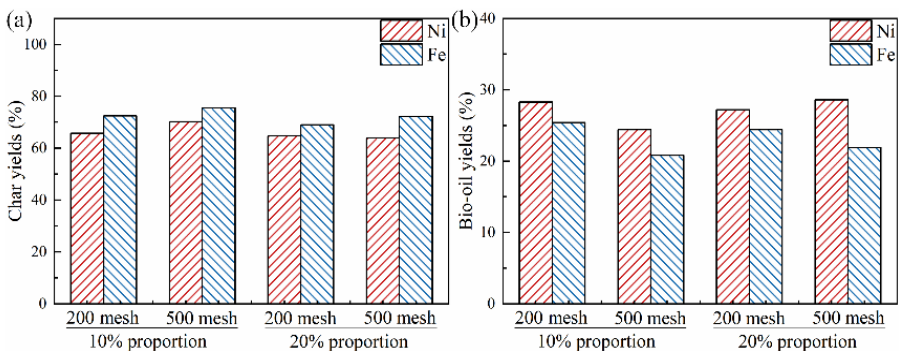 (a)
Char yields (%)
100
80
60
40
20
0
Ni
Fe
200 mesh 500 mesh 200 mesh 500 mesh
10% proportion 20% proportion
(b)
Bio-oil yields (%)
40
30
20
10
0
Ni
Fe
200 mesh 500 mesh 200 mesh 500 mesh
10% proportion 20% proportion